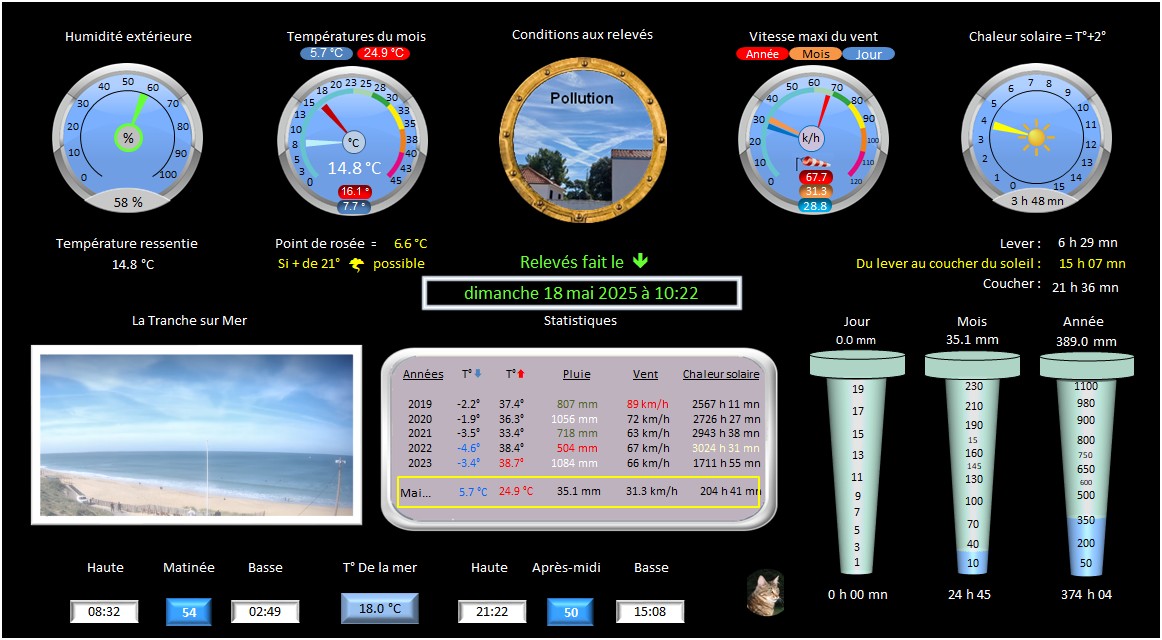 Humidité extérieure
Températures du mois
Conditions aux relevés
Vitesse maxi du vent
Chaleur solaire = T°+2°
5.7 °C 24.9 °C
Année Mois Jour
0 10 20 30 40 50 60 70 80 90 100
%
58 %
0 3 5 8 10 13 15 18 20 23 25 28 30 33 35 38 40 43 45
°C
14.8 °C
16.1 °
7.7 °
Pollution
0 10 20 30 40 50 60 70 80 90 100 110 120
k/h
67.7
31.3
28.8
0 1 2 3 4 5 6 7 8 9 10 11 12 13 14 15
3 h 48 mn
Température ressentie
14.8 °C
Point de rosée = 6.6 °C
Si + de 21° possible
Relevés fait le
dimanche 18 mai 2025 à 10:22
Lever : 6 h 29 mn
Du lever au coucher du soleil : 15 h 07 mn
Coucher : 21 h 36 mn
La Tranche sur Mer
Statistiques
Années T° T° Pluie Vent Chaleur solaire
2019 -2.2° 37.4° 807 mm 89 km/h 2567 h 11 mn
2020 -1.9° 36.3° 1056 mm 72 km/h 2726 h 27 mn
2021 -3.5° 33.4° 718 mm 63 km/h 2943 h 38 mn
2022 -4.6° 38.4° 504 mm 67 km/h 3024 h 31 mn
2023 -3.4° 38.7° 1084 mm 66 km/h 1711 h 55 mn
Mai... 5.7 °C 24.9 °C 35.1 mm 31.3 km/h 204 h 41 mn
Jour
0.0 mm
19
17
15
13
11
9
7
5
3
1
0 h 00 mn
Mois
35.1 mm
230
210
190
15
160
145
130
100
70
40
10
24 h 45
Année
389.0 mm
1100
980
900
800
750
650
600
500
350
200
50
374 h 04
Haute Matinée Basse T° De la mer Haute Après-midi Basse
08:32 54 02:49 18.0 °C 21:22 50 15:08